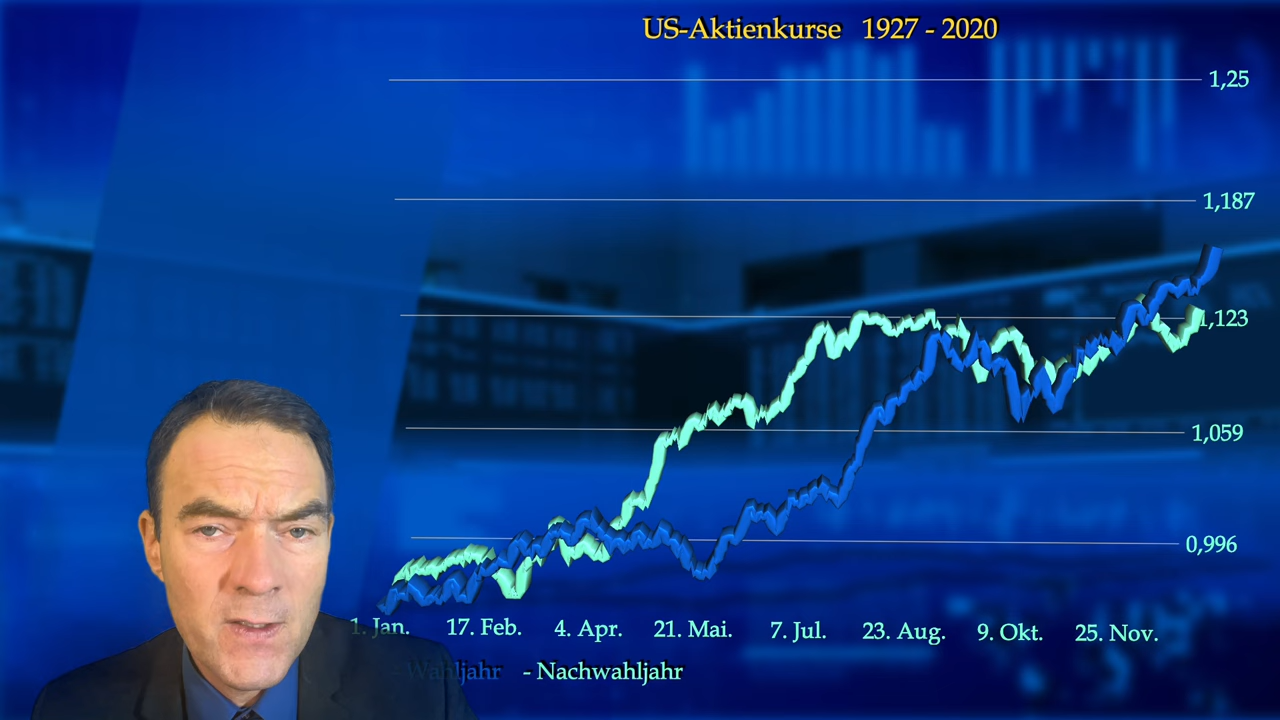 US-Aktienkurse 1927 - 2020
1,25
1,187
1,123
1,059
0,996
1. Jan. 17. Feb. 4. Apr. 21. Mai. 7. Jul. 23. Aug. 9. Okt. 25. Nov.
- Wahljahr - Nachwahljahr